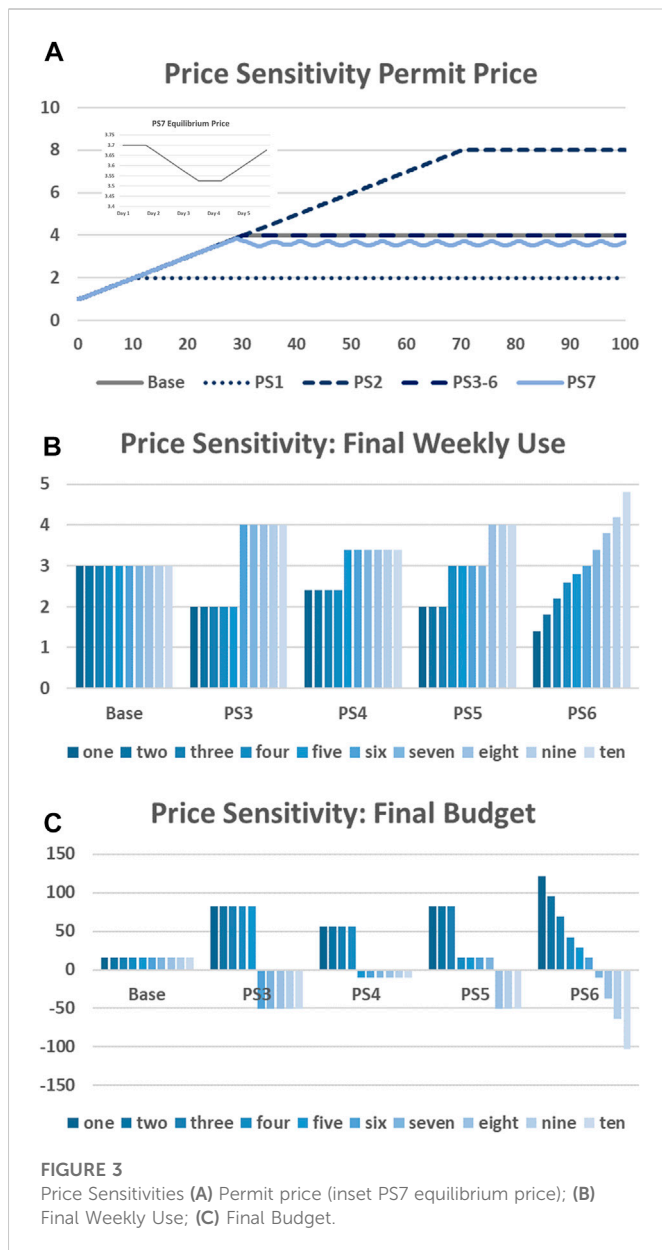 A
Price Sensitivity Permit Price
10
8
6
4
2
0
PS7 Equilibrium Price
3.75
3.7
3.65
3.6
3.55
3.5
3.45
3.4
Day 1 Day 2 Day 3 Day 4 Day 5
0 10 20 30 40 50 60 70 80 90 100
Base PS1 PS2 PS3-6 PS7
B
Price Sensitivity: Final Weekly Use
5
4
3
2
1
0
Base PS3 PS4 PS5 PS6
one two three four five six seven eight nine ten
C
Price Sensitivity: Final Budget
150
100
50
0
-50
-100
-150
Base PS3 PS4 PS5 PS6
one two three four five six seven eight nine ten
FIGURE 3
Price Sensitivities (A) Permit price (inset PS7 equilibrium price); (B)
Final Weekly Use; (C) Final Budget.